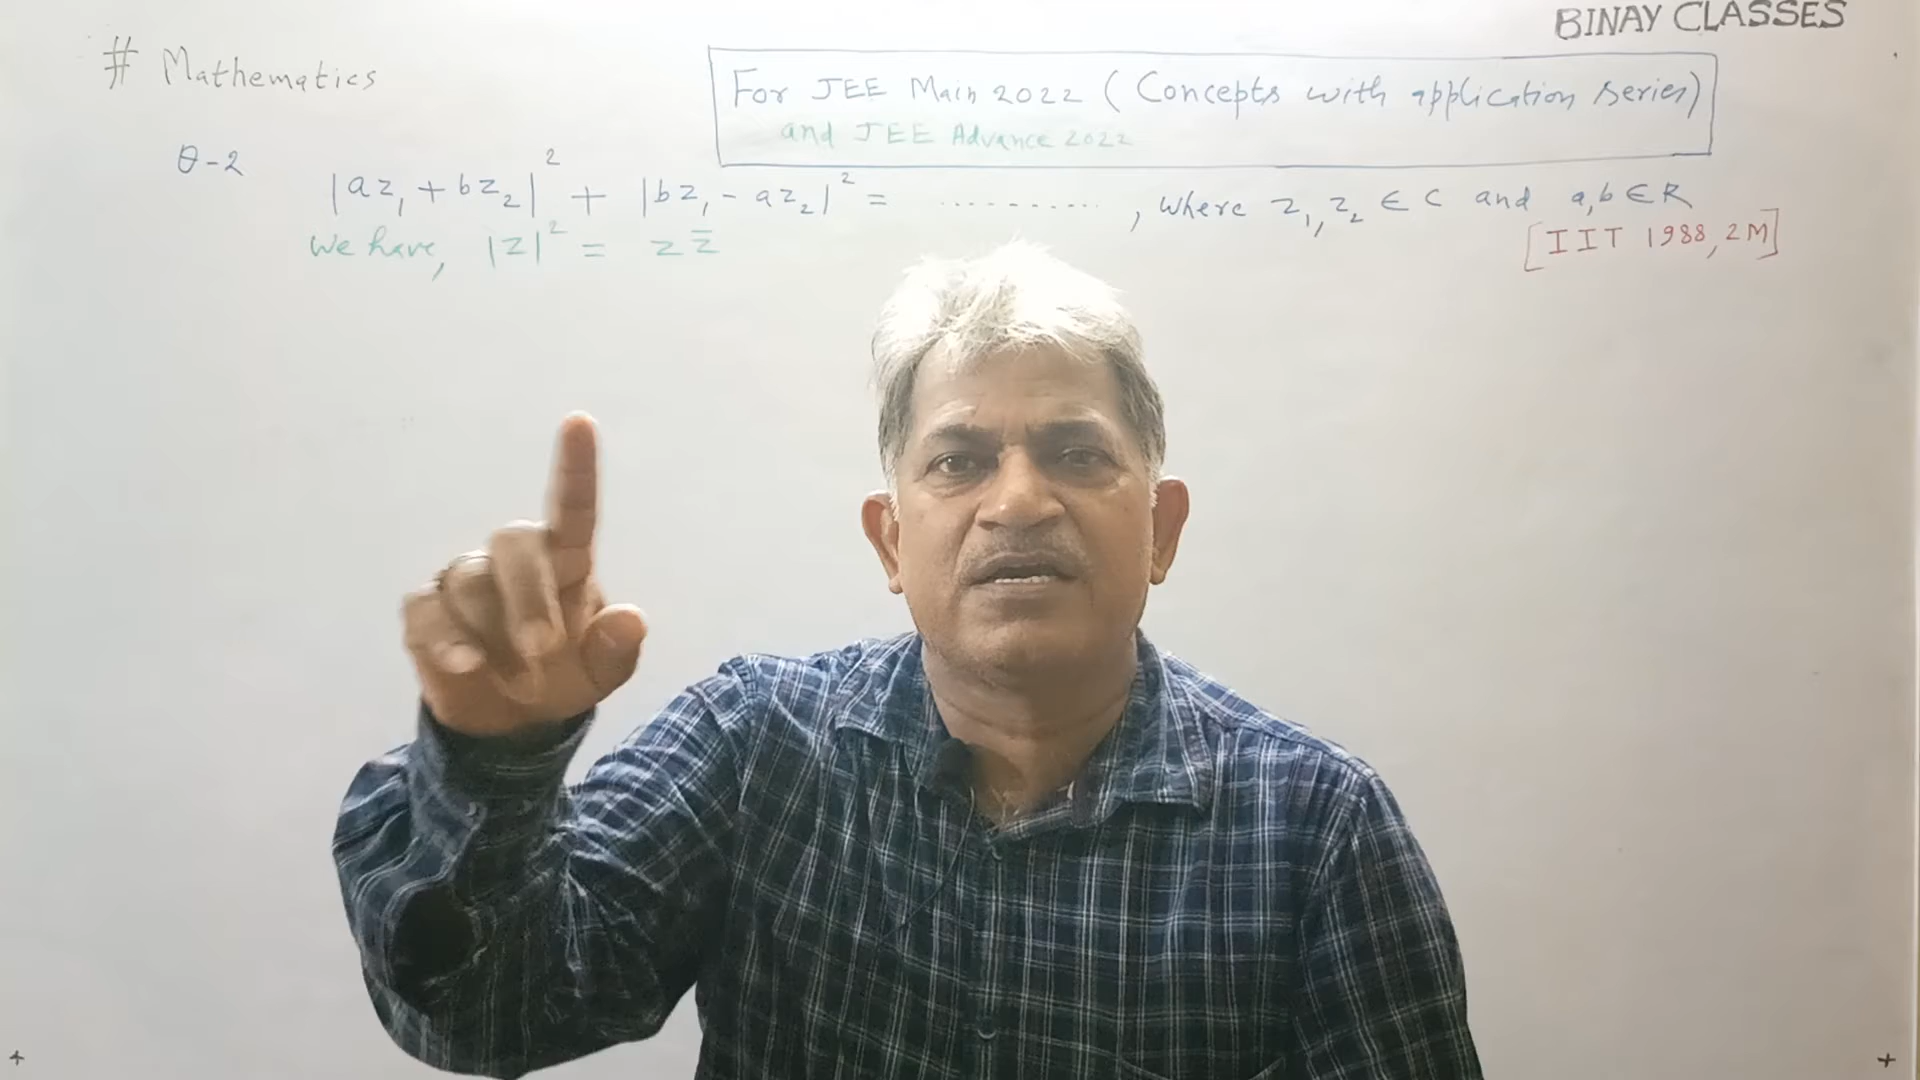 BINAY CLASSES
# Mathematics
For JEE Main 2022 (Concepts with application series)
and JEE Advance 2022
Q-2
|az₁ + bz₂|² + |bz₁ - az₂|² = .............. , where z₁, z₂ ∈ C and a,b ∈ R
We have, |z|² = z z̄
[IIT 1988, 2M]